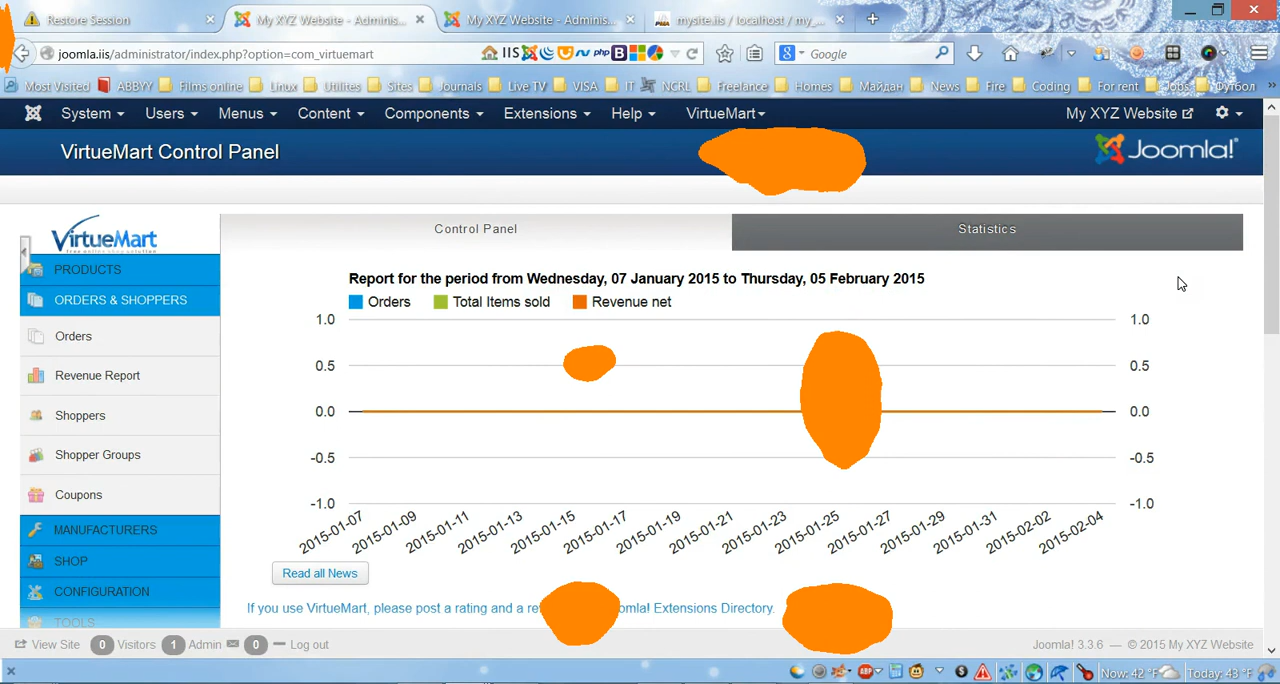 Restore Session
My XYZ Website - Adminis...
My XYZ Website - Adminis...
mysite.iis / localhost / my_...
joomla.iis/administrator/index.php?option=com_virtuemart
IIS
php
Google
Most Visited ABBYY Films online Linux Utilites Sites Journals Live TV VISA IT NCRL Freelance Homes Майдан News Fire Coding For rent Jobs Футбол »
System Users Menus Content Components Extensions Help VirtueMart My XYZ Website
VirtueMart Control Panel
Joomla!
VirtueMart
Control Panel
Statistics
PRODUCTS
ORDERS & SHOPPERS
Orders
Revenue Report
Shoppers
Shopper Groups
Coupons
MANUFACTURERS
SHOP
CONFIGURATION
TOOLS
Report for the period from Wednesday, 07 January 2015 to Thursday, 05 February 2015
Orders Total Items sold Revenue net
1.0 1.0
0.5 0.5
0.0 0.0
-0.5 -0.5
-1.0 -1.0
2015-01-07 2015-01-09 2015-01-11 2015-01-13 2015-01-15 2015-01-17 2015-01-19 2015-01-21 2015-01-23 2015-01-25 2015-01-27 2015-01-29 2015-01-31 2015-02-02 2015-02-04
Read all News
If you use VirtueMart, please post a rating and a Extensions Directory.
View Site 0 Visitors 1 Admin 0 Log out
Joomla! 3.3.6 — © 2015 My XYZ Website
Now: 42 °F Today: 43 °F